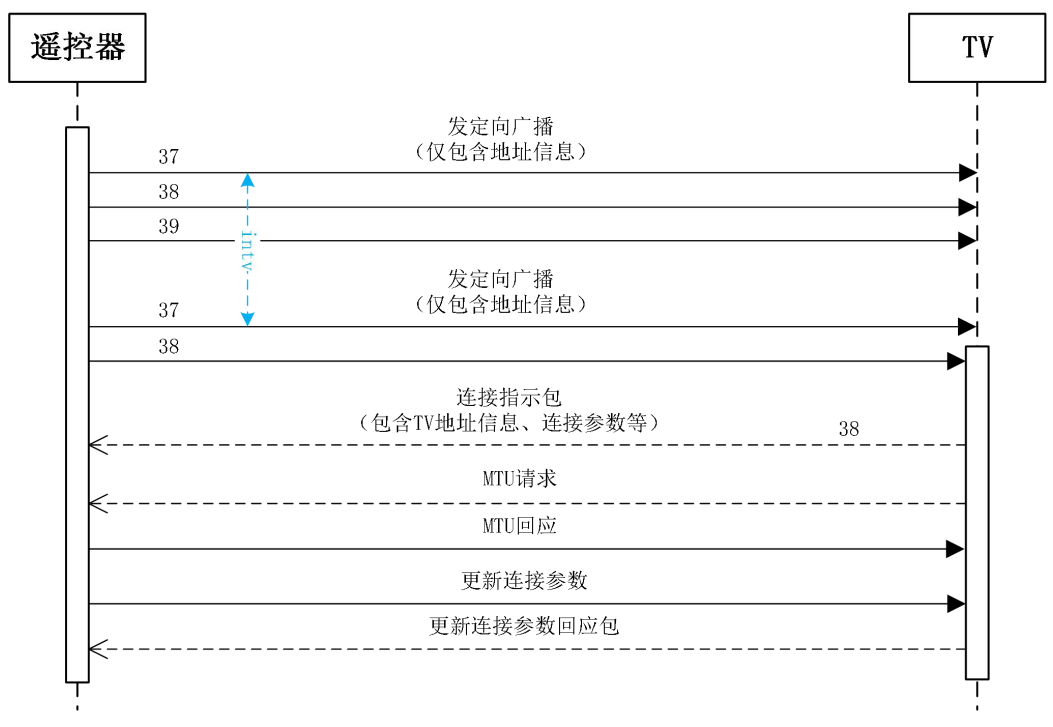 遥控器
TV
发定向广播
（仅包含地址信息）
37
38
39
intv
发定向广播
（仅包含地址信息）
37
38
连接指示包
（包含TV地址信息、连接参数等）
38
MTU请求
MTU回应
更新连接参数
更新连接参数回应包